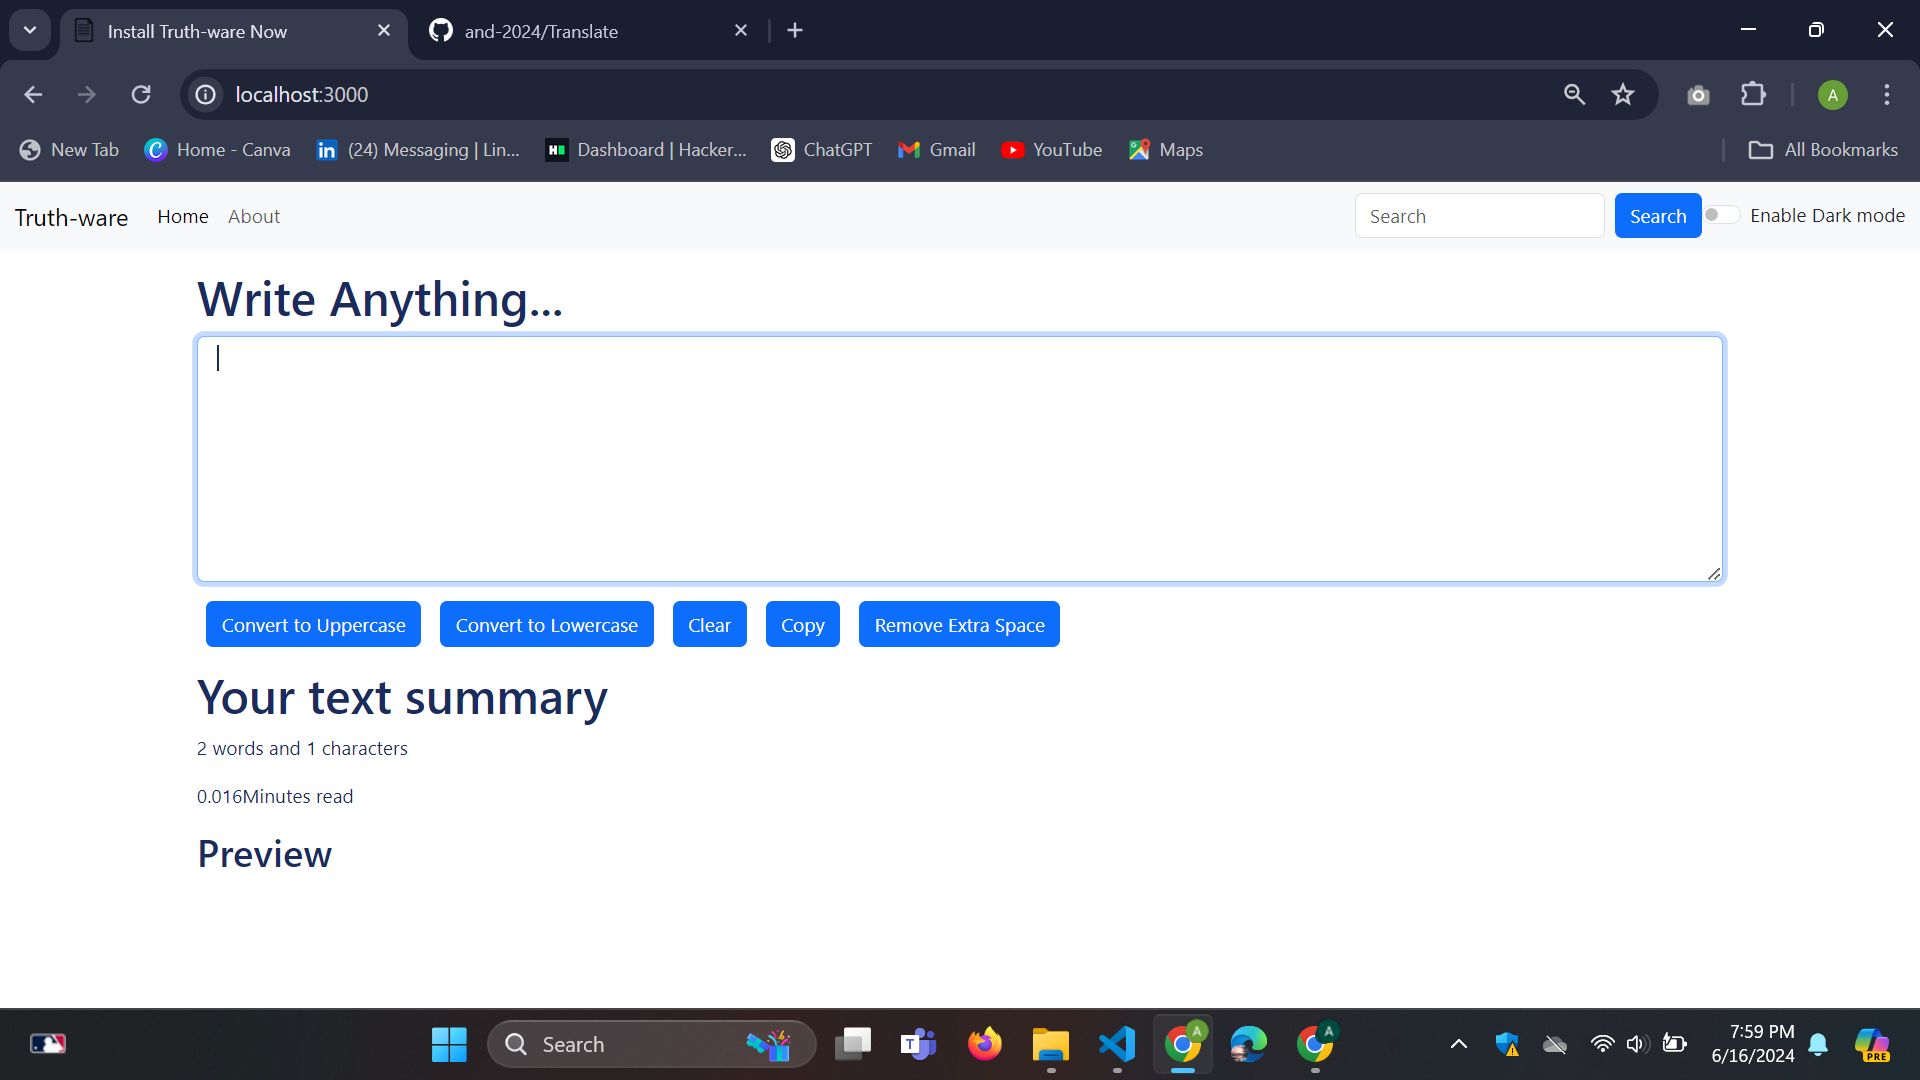 Install Truth-ware Now
and-2024/Translate
localhost:3000
A
New Tab
Home - Canva
(24) Messaging | Lin...
Dashboard | Hacker...
ChatGPT
Gmail
YouTube
Maps
All Bookmarks
Truth-ware
Home
About
Search
Search
Enable Dark mode
Write Anything...
Convert to Uppercase
Convert to Lowercase
Clear
Copy
Remove Extra Space
Your text summary
2 words and 1 characters
0.016Minutes read
Preview
Search
T
A
A
7:59 PM
6/16/2024
PRE